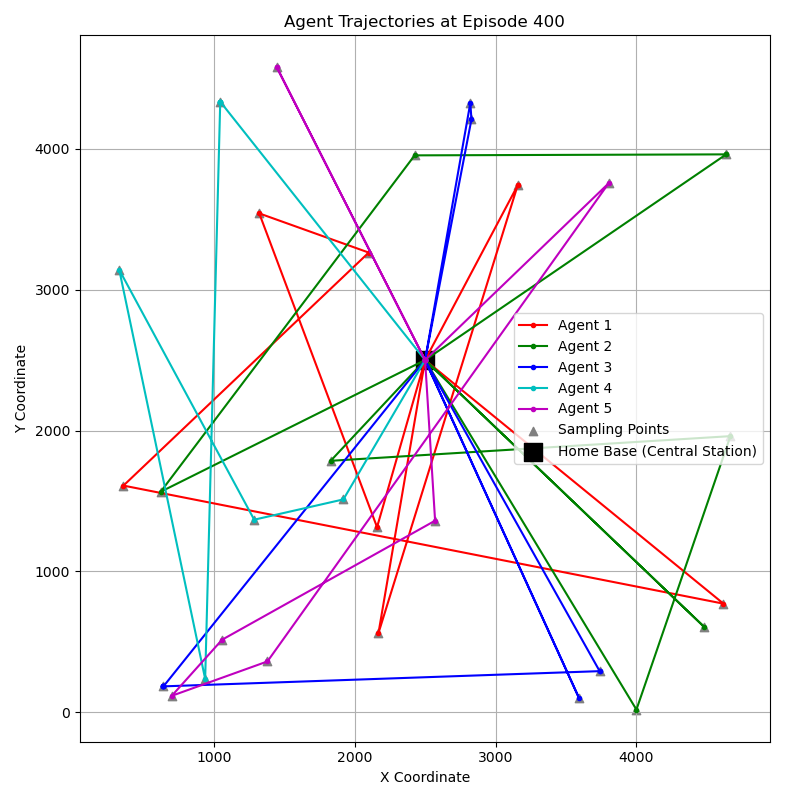 Agent Trajectories at Episode 400
Y Coordinate
4000
3000
2000
1000
0
Agent 1
Agent 2
Agent 3
Agent 4
Agent 5
Sampling Points
Home Base (Central Station)
1000
2000
3000
4000
X Coordinate